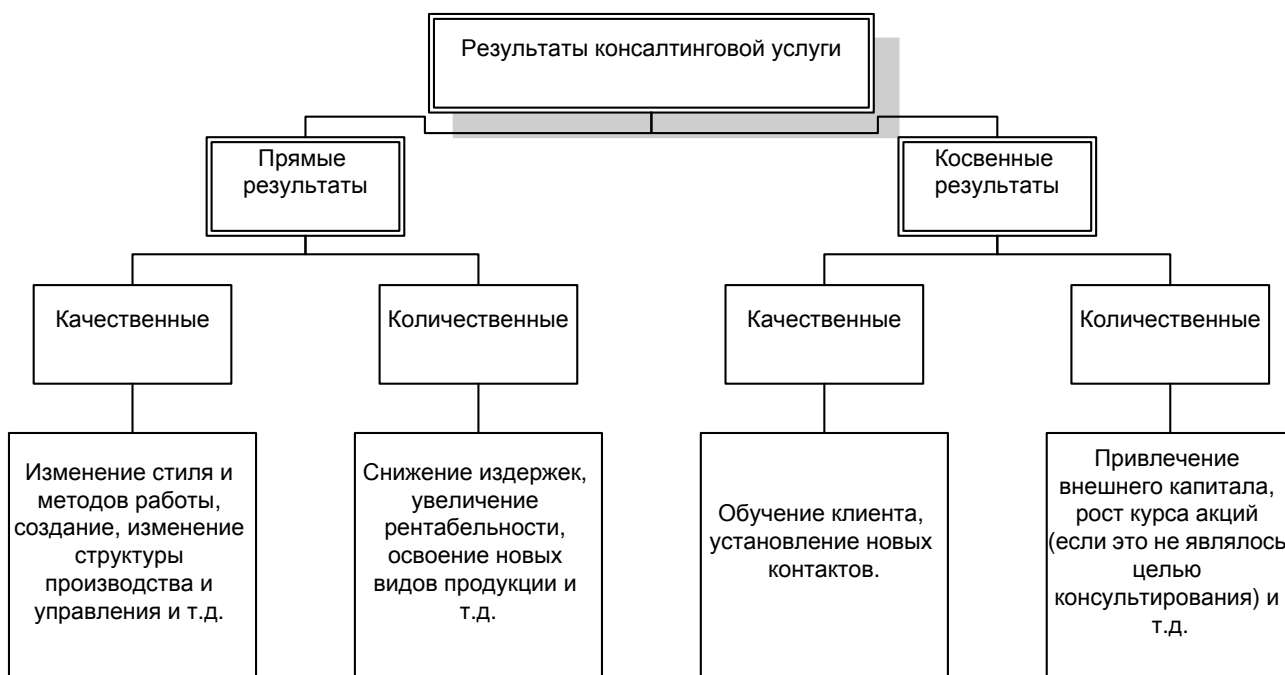 Результаты консалтинговой услуги
Прямые
результаты
Косвенные
результаты
Качественные
Количественные
Качественные
Количественные
Изменение стиля и
методов работы,
создание, изменение
структуры
производства и
управления и т.д.
Снижение издержек,
увеличение
рентабельности,
освоение новых
видов продукции и
т.д.
Обучение клиента,
установление новых
контактов.
Привлечение
внешнего капитала,
рост курса акций
(если это не являлось
целью
консультирования) и
т.д.